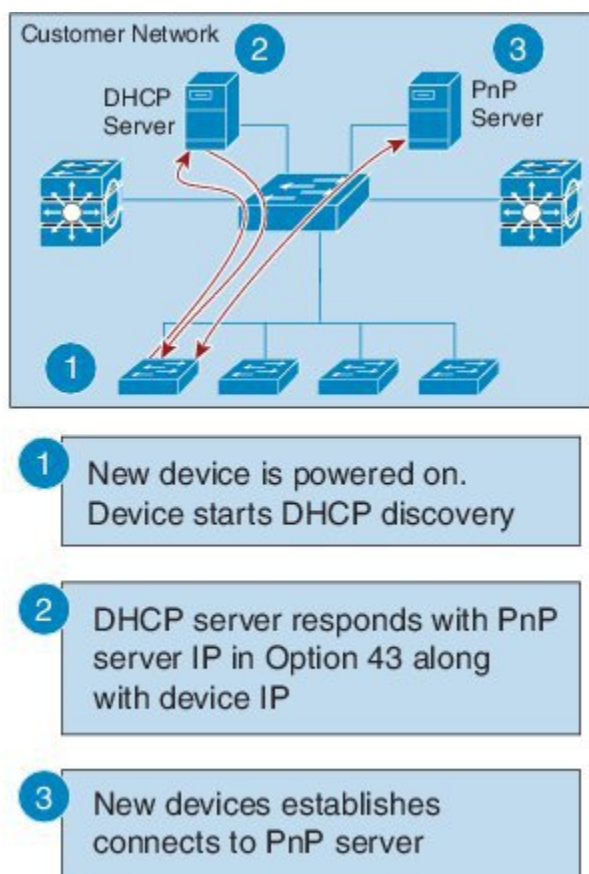 Customer Network
2
3
DHCP
Server
PnP
Server
1
1
New device is powered on.
Device starts DHCP discovery
2
DHCP server responds with PnP
server IP in Option 43 along
with device IP
3
New devices establishes
connects to PnP server